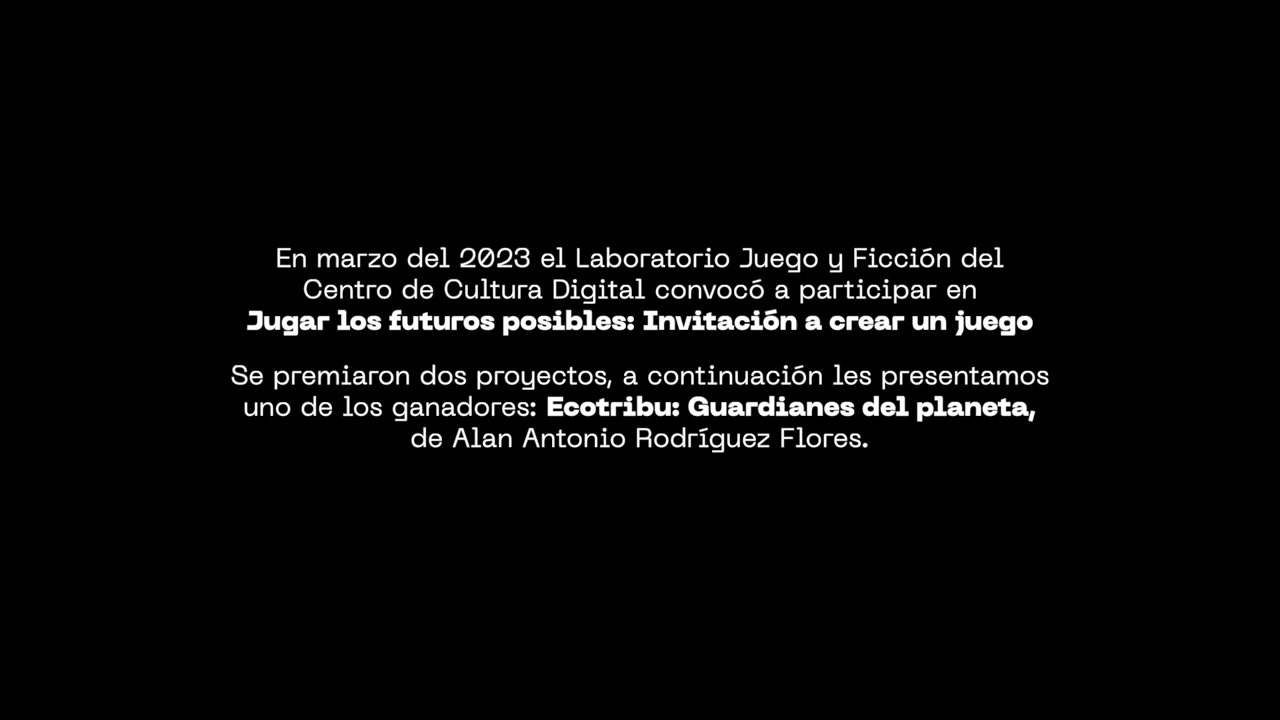 En marzo del 2023 el Laboratorio Juego y Ficción del
Centro de Cultura Digital convocó a participar en
Jugar los futuros posibles: Invitación a crear un juego
Se premiaron dos proyectos, a continuación les presentamos
uno de los ganadores: Ecotribu: Guardianes del planeta,
de Alan Antonio Rodríguez Flores.